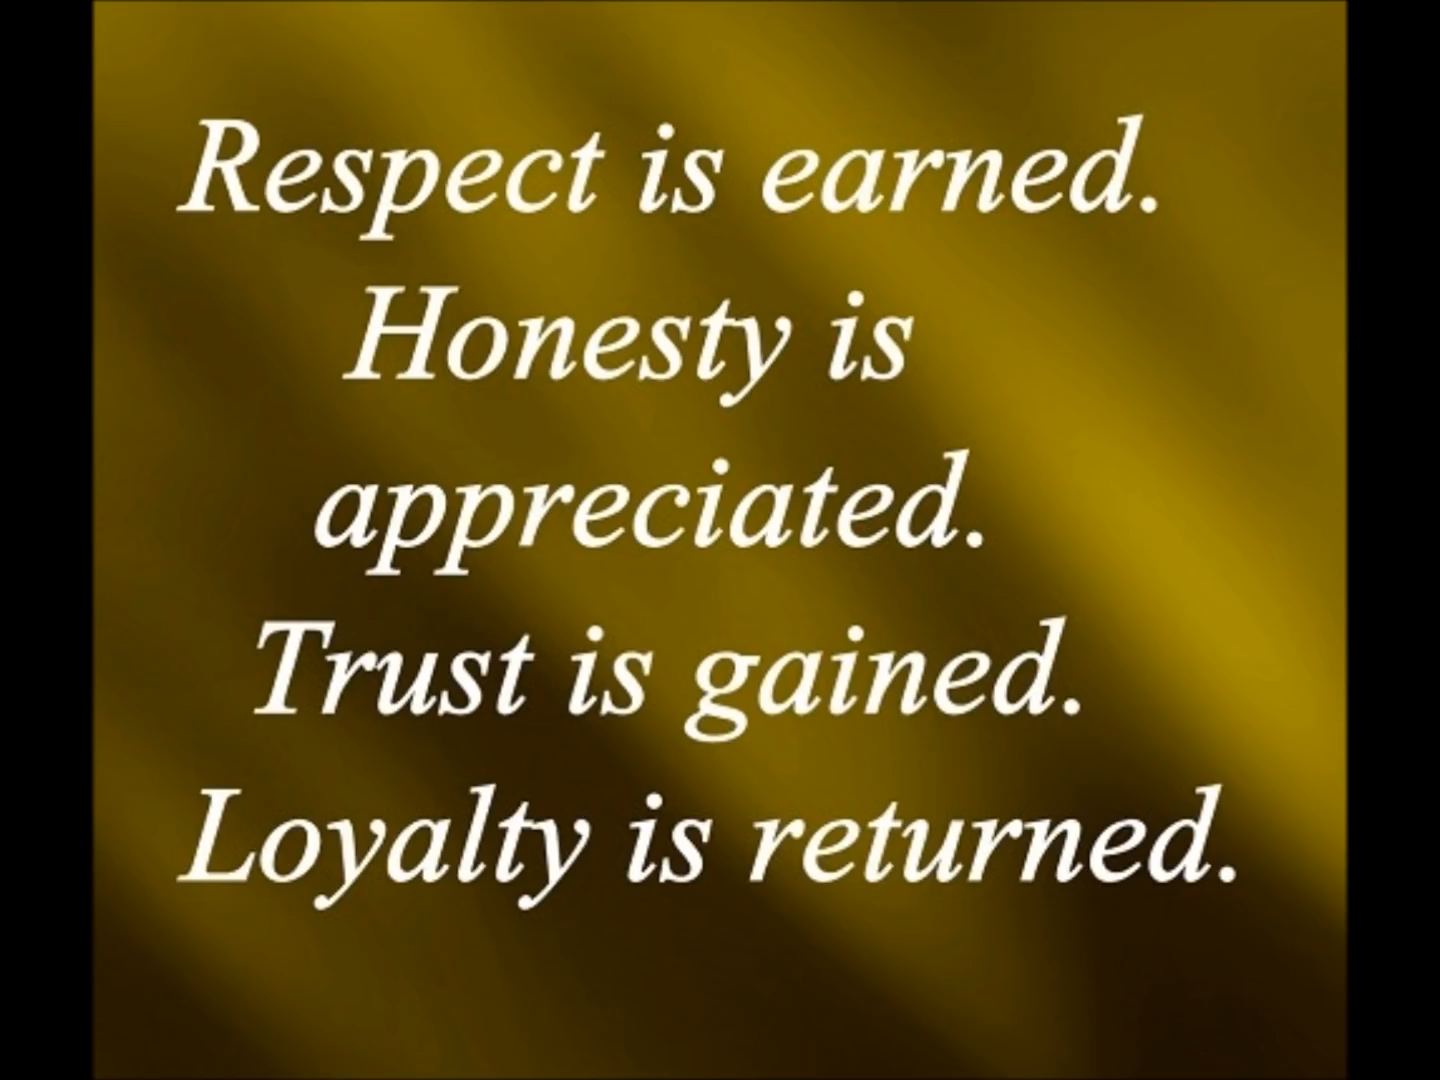 Respect is earned.
Honesty is
appreciated.
Trust is gained.
Loyalty is returned.